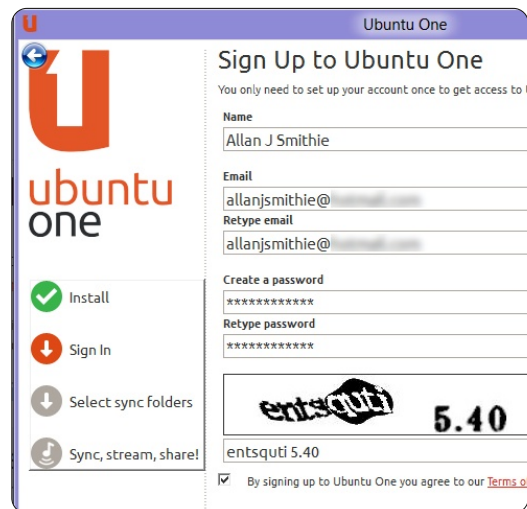 Ubuntu One
ubuntu
one
Install
Sign In
Select sync folders
Sync, stream, share!
Sign Up to Ubuntu One
You only need to set up your account once to get access to
Name
Allan J Smithie
Email
allanjsmithie@
Retype email
allanjsmithie@
Create a password
************
Retype password
************
entsquti 5.40
entsquti 5.40
By signing up to Ubuntu One you agree to our Terms o